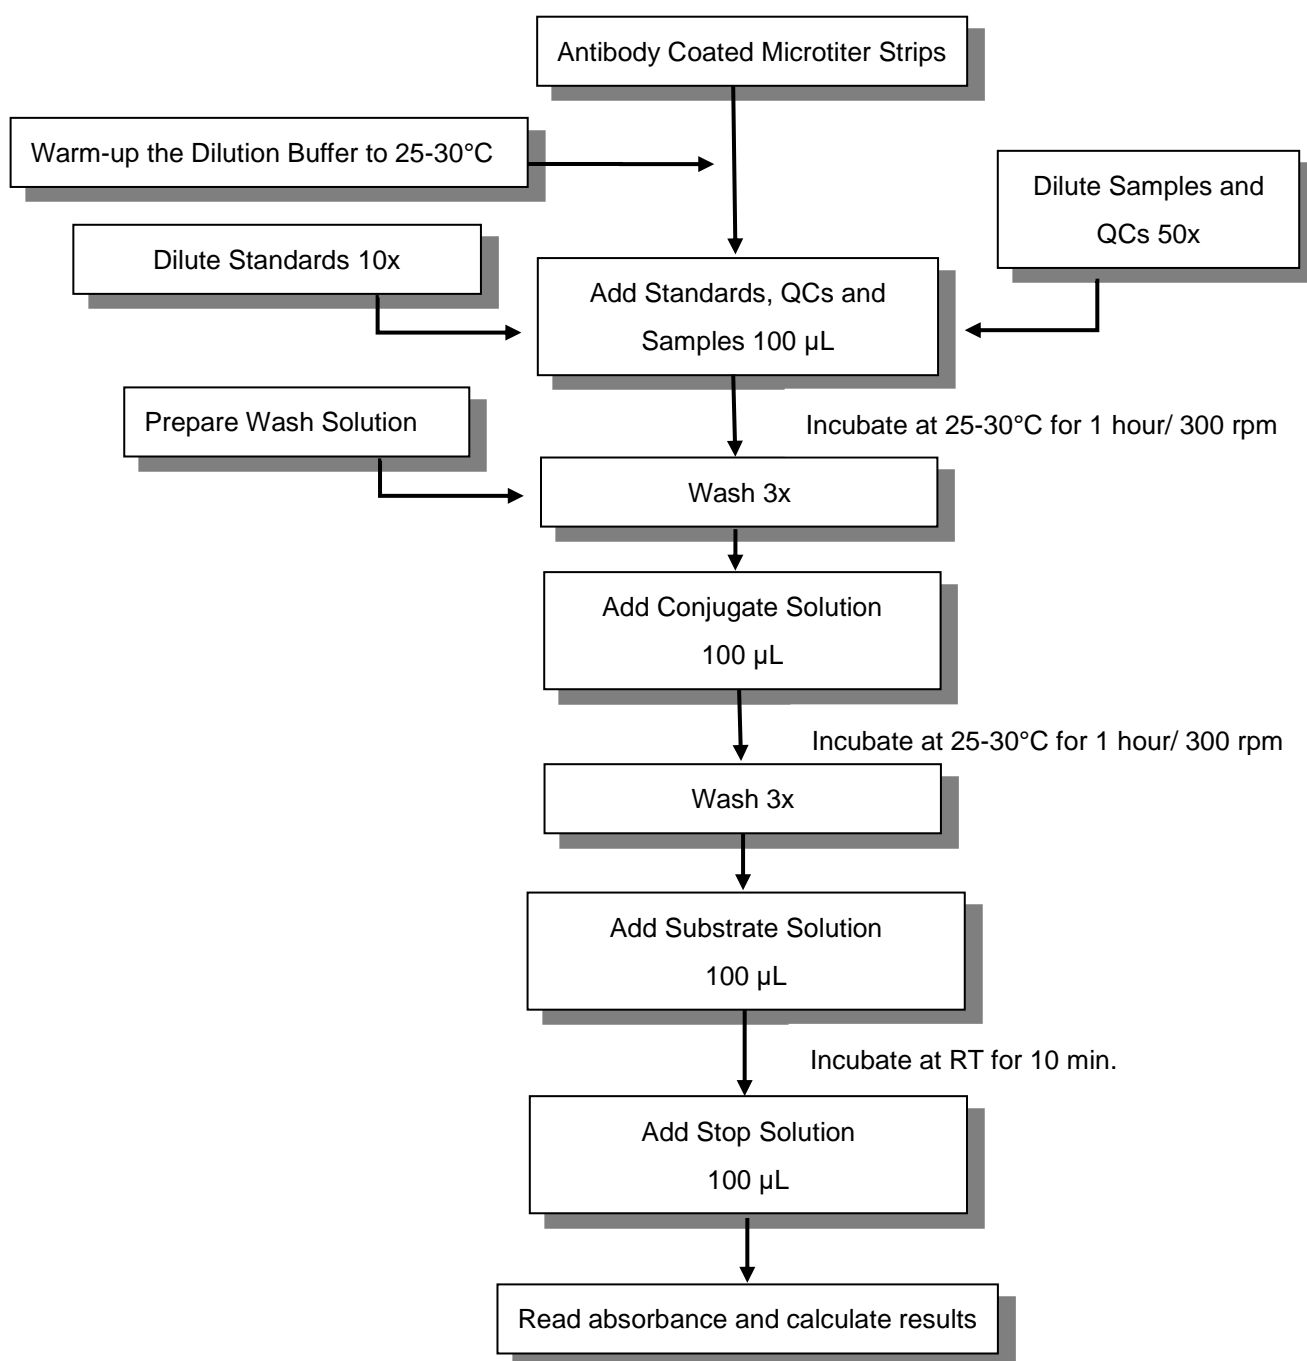 Antibody Coated Microtiter Strips
Warm-up the Dilution Buffer to 25-30°C
Dilute Samples and
QCs 50x
Dilute Standards 10x
Add Standards, QCs and
Samples 100 µL
Prepare Wash Solution
Incubate at 25-30°C for 1 hour/ 300 rpm
Wash 3x
Add Conjugate Solution
100 µL
Incubate at 25-30°C for 1 hour/ 300 rpm
Wash 3x
Add Substrate Solution
100 µL
Incubate at RT for 10 min.
Add Stop Solution
100 µL
Read absorbance and calculate results